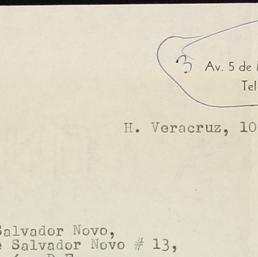 3
Av. 5 de
Tel
H. Veracruz, 10
Salvador Novo,
Salvador Novo # 13,